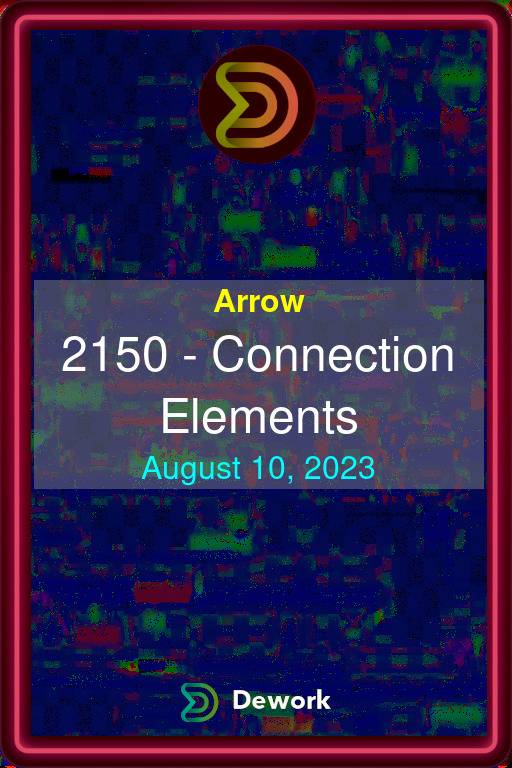 Arrow
2150 - Connection
Elements
August 10, 2023
Dework